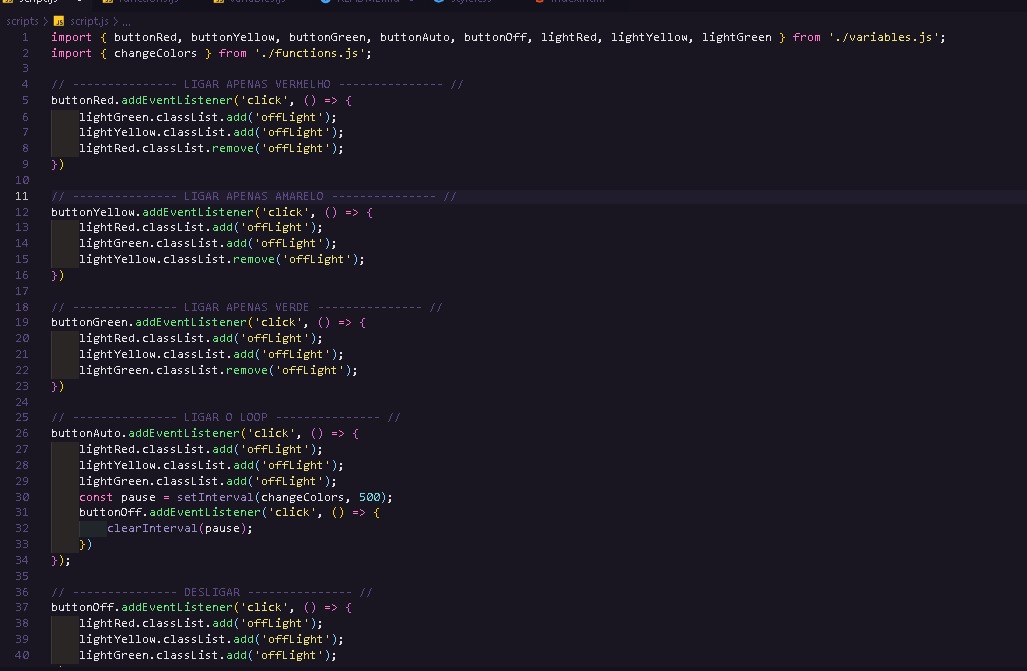 scripts > JS script.js > ...
1 import { buttonRed, buttonYellow, buttonGreen, buttonAuto, buttonOff, lightRed, lightYellow, lightGreen } from './variables.js';
2 import { changeColors } from './functions.js';
3
4 // --------------- LIGAR APENAS VERMELHO --------------- //
5 buttonRed.addEventListener('click', () => {
6 lightGreen.classList.add('offLight');
7 lightYellow.classList.add('offLight');
8 lightRed.classList.remove('offLight');
9 })
10
11 // --------------- LIGAR APENAS AMARELO --------------- //
12 buttonYellow.addEventListener('click', () => {
13 lightRed.classList.add('offLight');
14 lightGreen.classList.add('offLight');
15 lightYellow.classList.remove('offLight');
16 })
17
18 // --------------- LIGAR APENAS VERDE --------------- //
19 buttonGreen.addEventListener('click', () => {
20 lightRed.classList.add('offLight');
21 lightYellow.classList.add('offLight');
22 lightGreen.classList.remove('offLight');
23 })
24
25 // --------------- LIGAR O LOOP --------------- //
26 buttonAuto.addEventListener('click', () => {
27 lightRed.classList.add('offLight');
28 lightYellow.classList.add('offLight');
29 lightGreen.classList.add('offLight');
30 const pause = setInterval(changeColors, 500);
31 buttonOff.addEventListener('click', () => {
32 clearInterval(pause);
33 })
34 });
35
36 // --------------- DESLIGAR --------------- //
37 buttonOff.addEventListener('click', () => {
38 lightRed.classList.add('offLight');
39 lightYellow.classList.add('offLight');
40 lightGreen.classList.add('offLight');